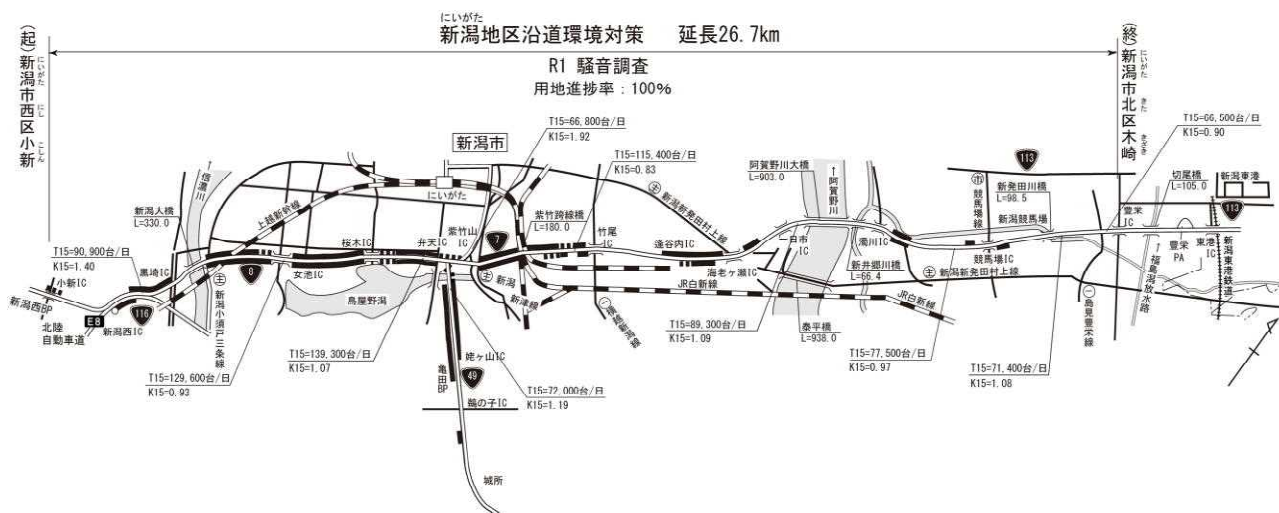 にいがた
新潟地区沿道環境対策 延長26.7km
R1 騒音調査
用地進捗率 : 100%
(起)新潟市西区小新
にいがた
にし
こしん
(終)新潟市北区木崎
にいがた
きた
きざき
新潟市
T15=66,800台/日
K15=1.92
T15=115,400台/日
K15=0.83
T15=66,500台/日
K15=0.90
113
阿賀野川大橋
L=903.0
↑阿賀野川
信濃川
新潟大橋
L=330.0
上越新幹線
にいがた
主 新潟新発田村上線
市 競馬場線
新発田川橋
L=98.5
新潟競馬場
切尾橋
L=105.0
新潟東港
113
豊栄IC
豊栄PA
東港IC
新潟東港鉄道
T15=90,900台/日
K15=1.40
黒埼IC
小新IC
桜木IC
弁天IC
紫竹山IC
7
紫竹跨線橋
L=180.0
竹尾IC
逢谷内IC
一日市IC
濁川IC
競馬場IC
新潟西BP
北陸自動車道
E8
新潟西IC
116
主 新潟小須戸三条線
8
女池IC
鳥屋野潟
主 新潟新津線
海老ヶ瀬IC
新井郷川橋
L=66.4
主 新潟新発田村上線
JR白新線
JR白新線
一 島見豊栄線
福島潟放水路
泰平橋
L=938.0
T15=129,600台/日
K15=0.93
T15=139,300台/日
K15=1.07
亀田BP
姥ヶ山IC
49
鵜の子IC
T15=72,000台/日
K15=1.19
T15=89,300台/日
K15=1.09
T15=77,500台/日
K15=0.97
T15=71,400台/日
K15=1.08
城所